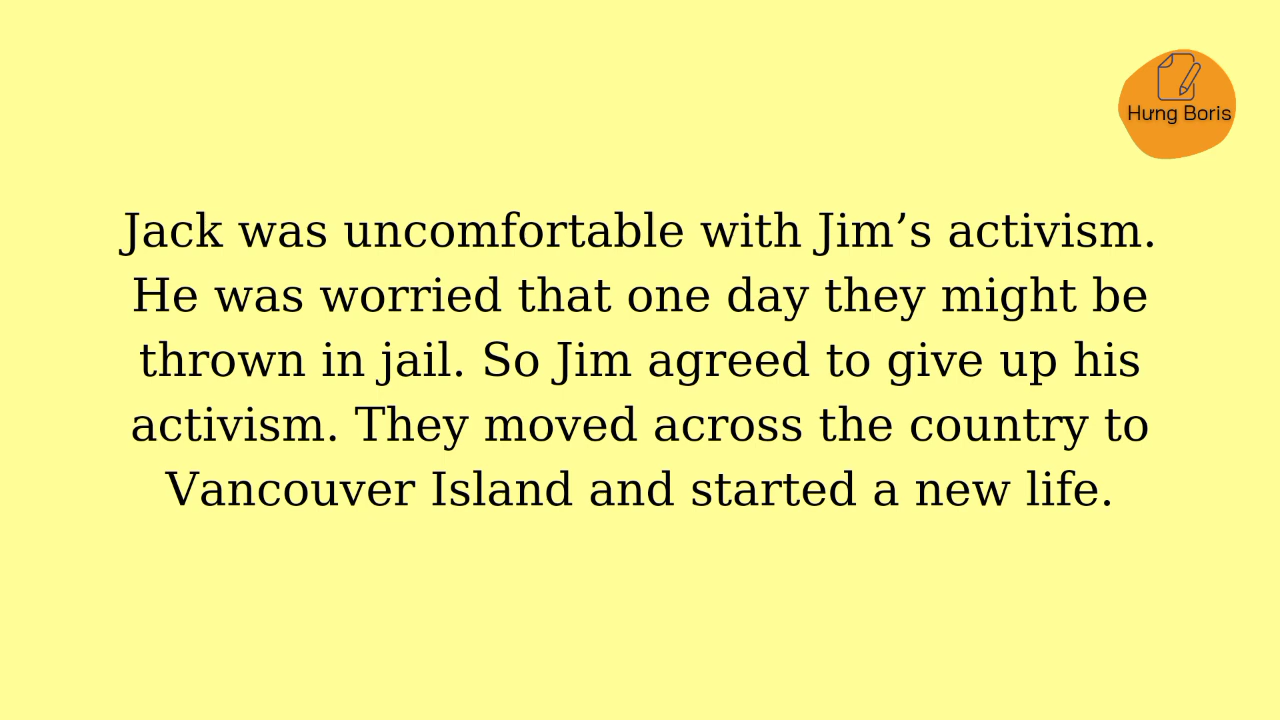 Hưng Boris
Jack was uncomfortable with Jim’s activism.
He was worried that one day they might be
thrown in jail. So Jim agreed to give up his
activism. They moved across the country to
Vancouver Island and started a new life.